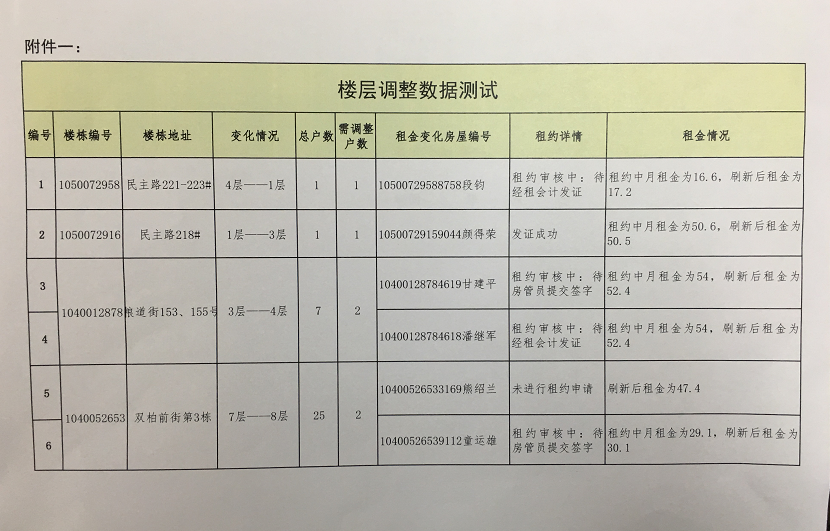 附件一：
楼层调整数据测试
编号 楼栋编号 楼栋地址 变化情况 总户数 需调整户数 租金变化房屋编号 租约详情 租金情况
1 1050072958 民主路221-223# 4层——1层 1 1 10500729588758段钧 租约审核中：待经租会计发证 租约中月租金为16.6，刷新后租金为17.2
2 1050072916 民主路218# 1层——3层 1 1 10500729159044颜得荣 发证成功 租约中月租金为50.6，刷新后租金为50.5
3 1040012878 粮道街153、155号 3层——4层 7 2 10400128784619甘建平 租约审核中：待房管员提交签字 租约中月租金为54，刷新后租金为52.4
4 10400128784618潘继军 租约审核中：待经租会计发证 租约中月租金为54，刷新后租金为52.4
5 1040052653 双柏前街第3栋 7层——8层 25 2 10400526533169熊绍兰 未进行租约申请 刷新后租金为47.4
6 10400526539112童运雄 租约审核中：待房管员提交签字 租约中月租金为29.1，刷新后租金为30.1